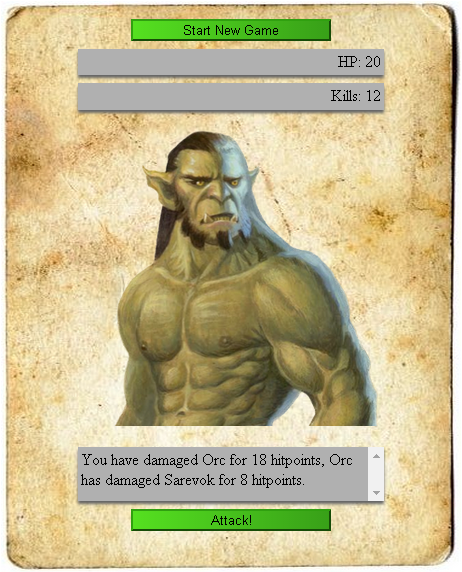 Start New Game
HP: 20
Kills: 12
You have damaged Orc for 18 hitpoints, Orc
has damaged Sarevok for 8 hitpoints.
Attack!